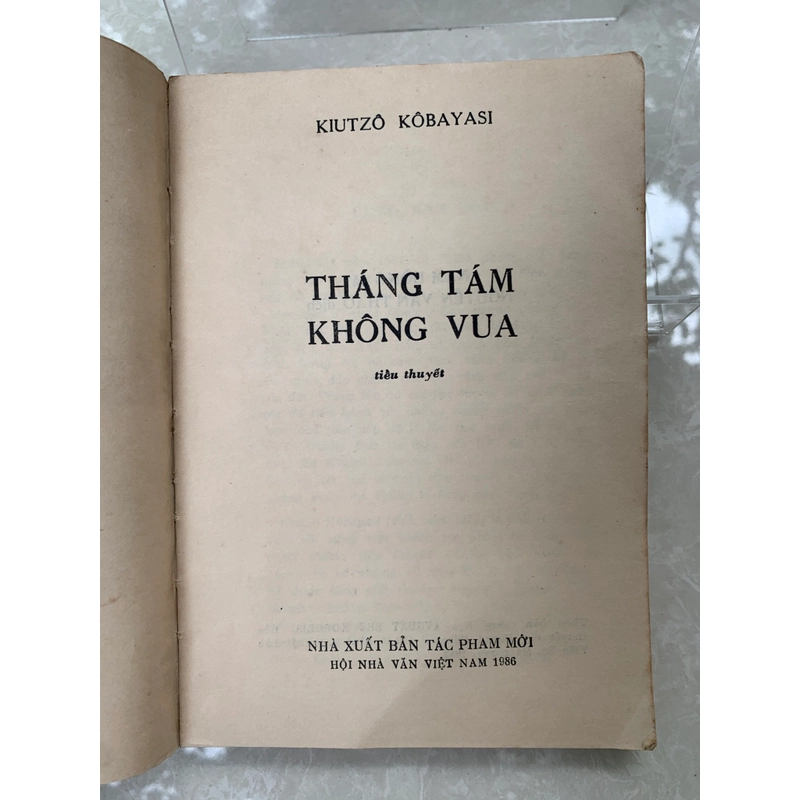 KIUTZÔ KÔBAYASI
THÁNG TÁM
KHÔNG VUA
tiểu thuyết
NHÀ XUẤT BẢN TÁC PHAM MỚI
HỘI NHÀ VĂN VIỆT NAM 1986